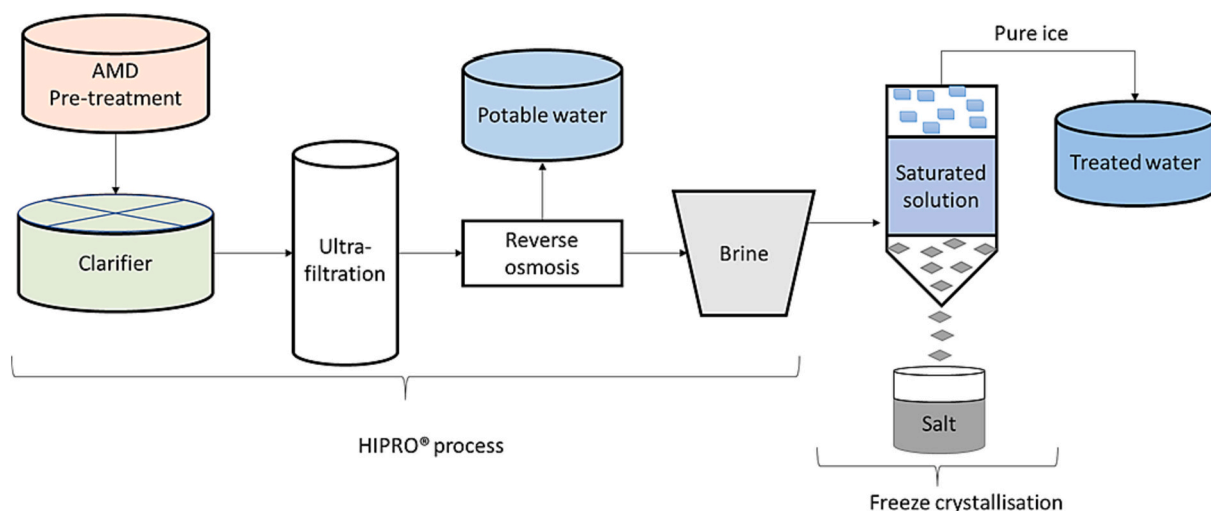 AMD
Pre-treatment
Clarifier
Ultra-
filtration
Potable water
Reverse
osmosis
Brine
Pure ice
Saturated
solution
Treated water
Salt
HIPRO® process
Freeze crystallisation